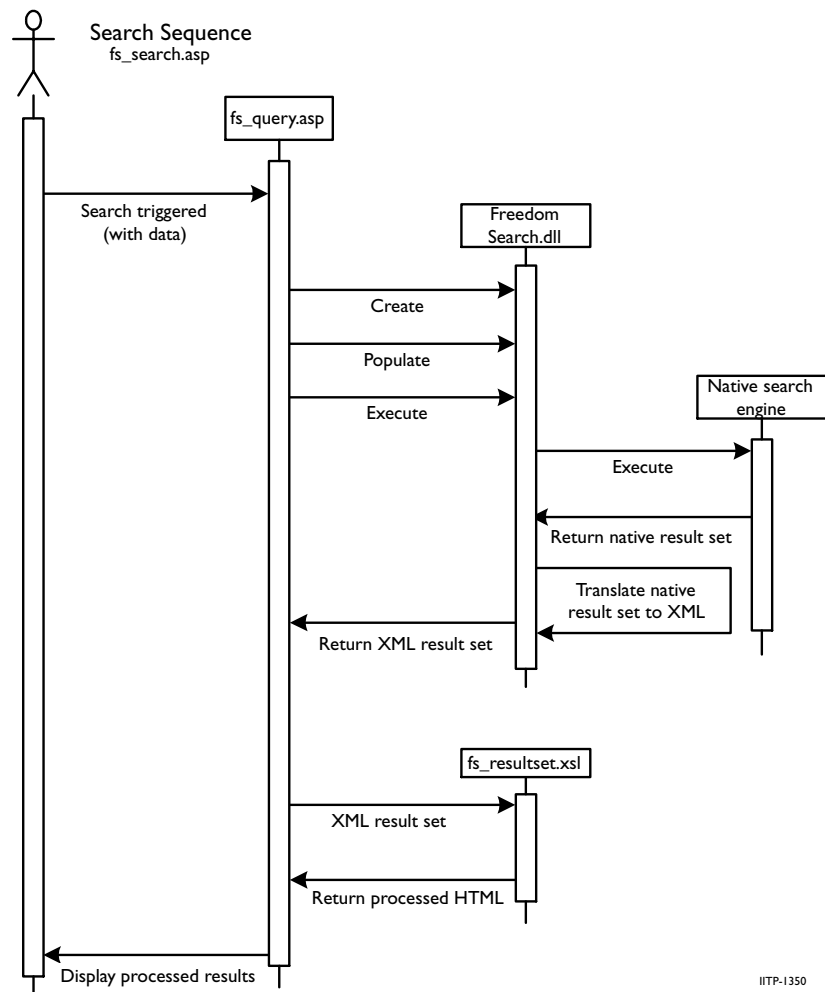 Search Sequence
fs_search.asp
fs_query.asp
Search triggered
(with data)
Freedom
Search.dll
Create
Populate
Execute
Native search
engine
Execute
Return native result set
Translate native
result set to XML
Return XML result set
fs_resultset.xsl
XML result set
Return processed HTML
Display processed results
IITP-1350